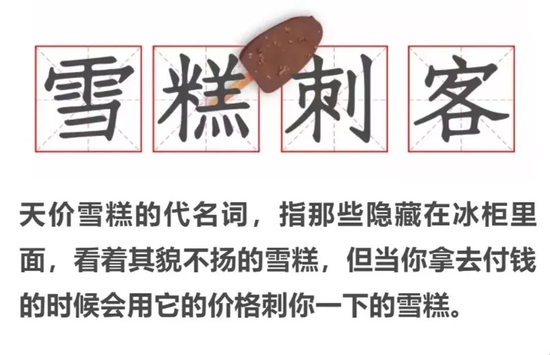 雪糕刺客
天价雪糕的代名词，指那些隐藏在冰柜里
面，看着其貌不扬的雪糕，但当你拿去付钱
的时候会用它的价格刺你一下的雪糕。